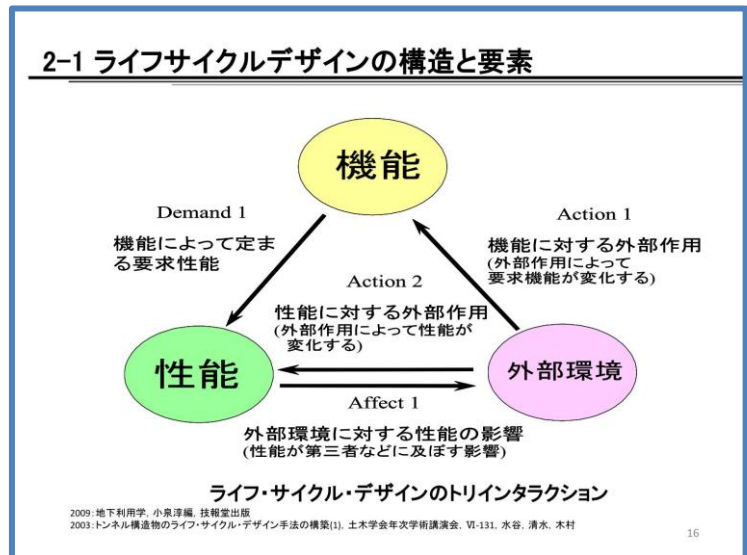 2-1 ライフサイクルデザインの構造と要素
機能
Demand 1
機能によって定ま
る要求性能
Action 1
機能に対する外部作用
(外部作用によって
要求機能が変化する)
Action 2
性能に対する外部作用
(外部作用によって性能が
変化する)
性能
外部環境
Affect 1
外部環境に対する性能の影響
(性能が第三者などに及ぼす影響)
ライフ・サイクル・デザインのトリインタラクション
2009:地下利用学, 小泉淳編, 技報堂出版
2003:トンネル構造物のライフ・サイクル・デザイン手法の構築(1), 土木学会年次学術講演会, Ⅵ-131, 水谷, 清水, 木村
16